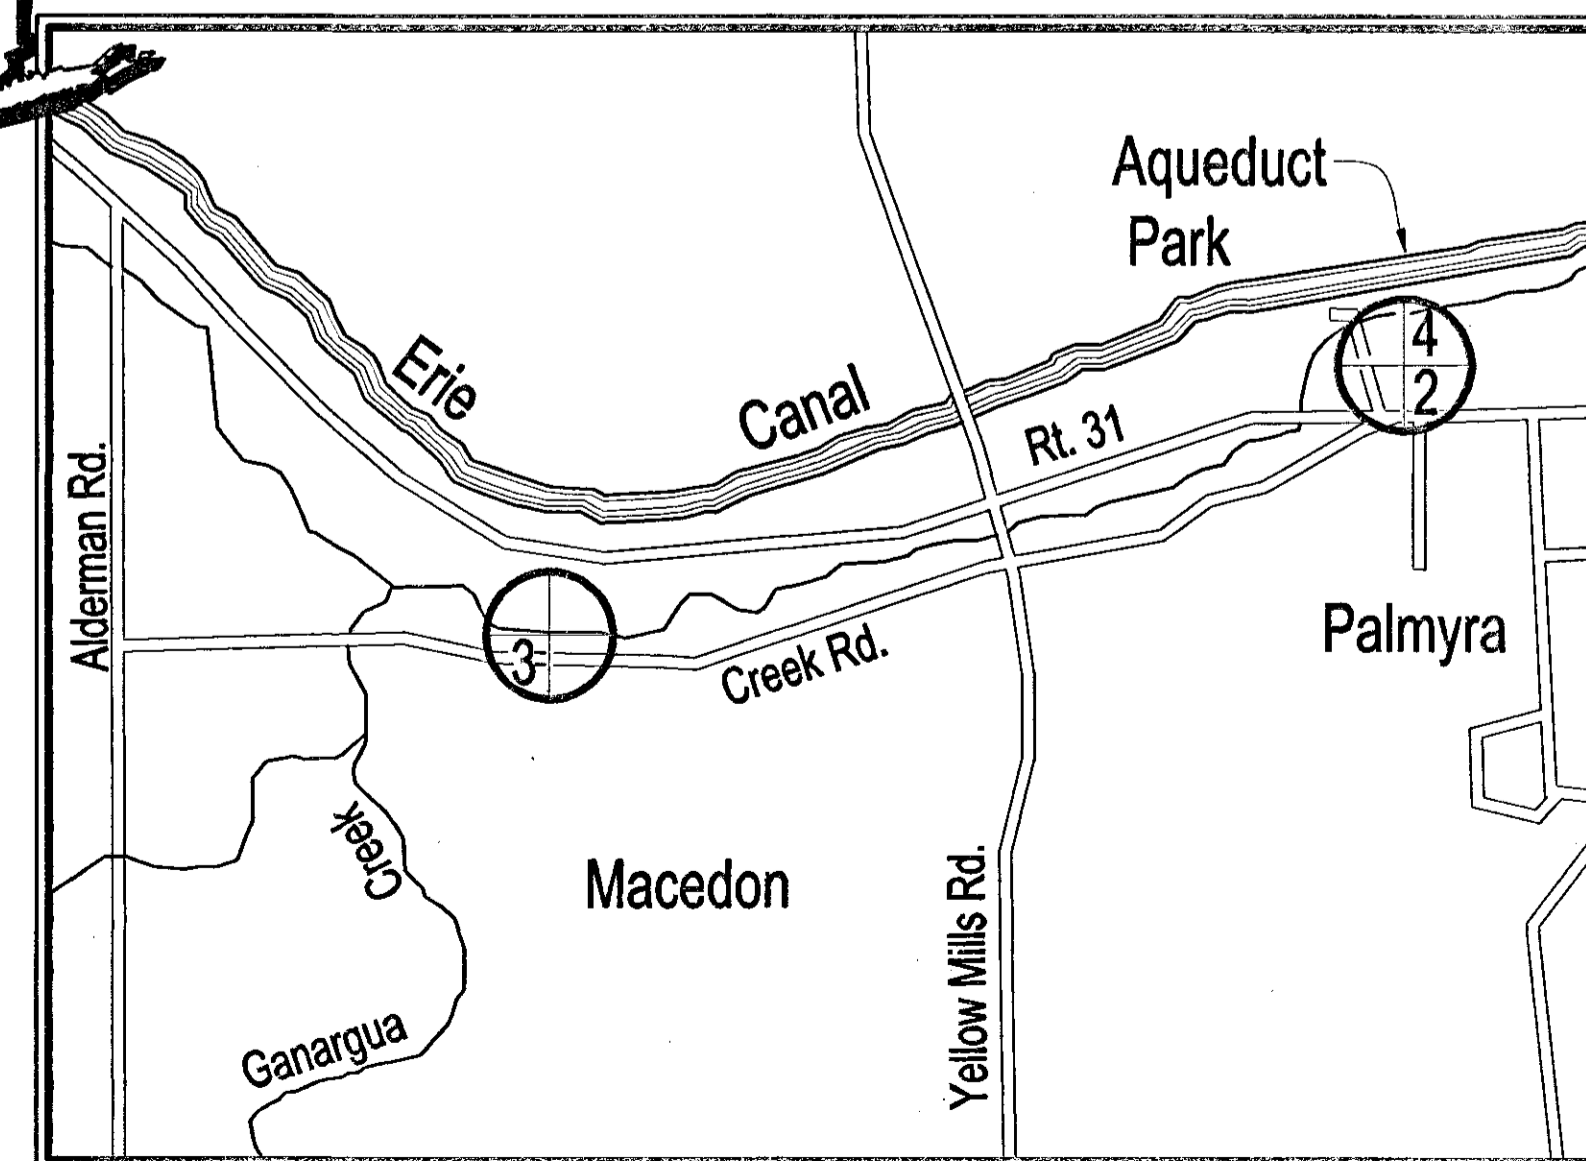 Aqueduct
Park
Erie
Canal
Rt. 31
4
2
Alderman Rd.
3
Creek Rd.
Palmyra
Creek
Macedon
Yellow Mills Rd.
Ganargua